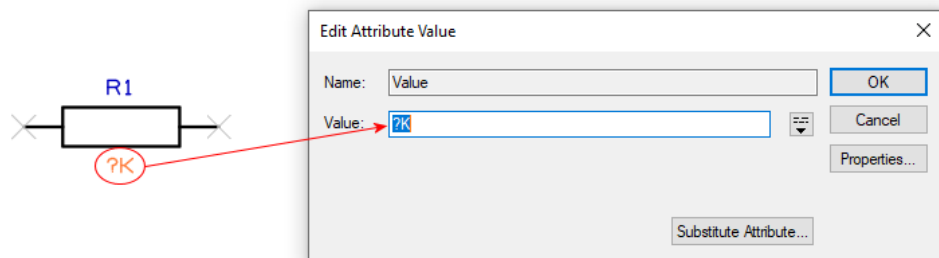 R1
?K
Edit Attribute Value
Name: Value OK
Value: ?K Cancel
Properties...
Substitute Attribute...